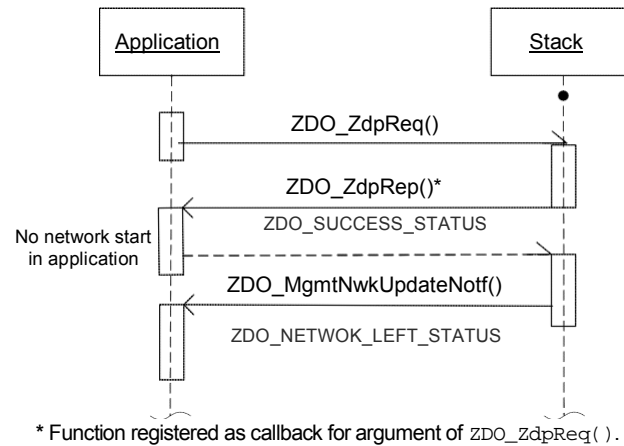 Application
Stack
ZDO_ZdpReq()
ZDO_ZdpRep()*
ZDO_SUCCESS_STATUS
No network start
in application
ZDO_MgmtNwkUpdateNotf()
ZDO_NETWOK_LEFT_STATUS
* Function registered as callback for argument of ZDO_ZdpReq().